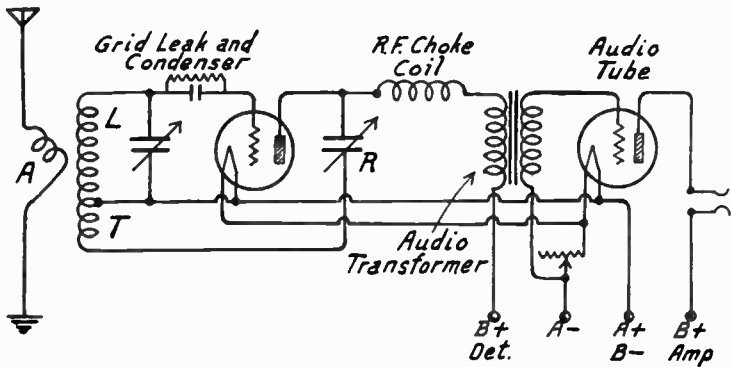 Grid Leak and
Condenser
R.F. Choke
Coil
Audio
Tube
L
A
R
T
Audio
Transformer
B+
Det.
A-
A+
B-
B+
Amp